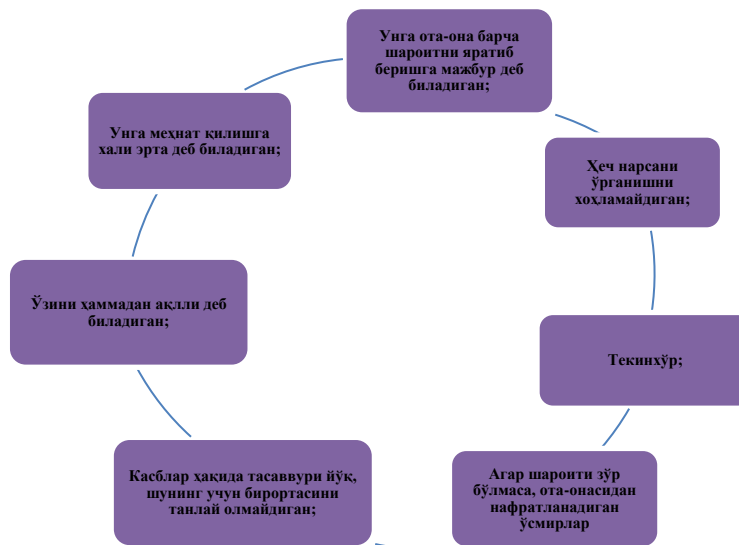 Унга ота-она барча
шароитни яратиб
беришга мажбур деб
биладиган;
Ҳеч нарсани
ўрганишни
хоҳламайдиган;
Текинхўр;
Агар шароити зўр
бўлмаса, ота-онасидан
нафратланадиган
ўсмирлар
Касблар ҳақида тасаввури йўқ,
шунинг учун бирортасини
танлай олмайдиган;
Ўзини ҳаммадан ақлли деб
биладиган;
Унга меҳнат қилишга
хали эрта деб биладиган;